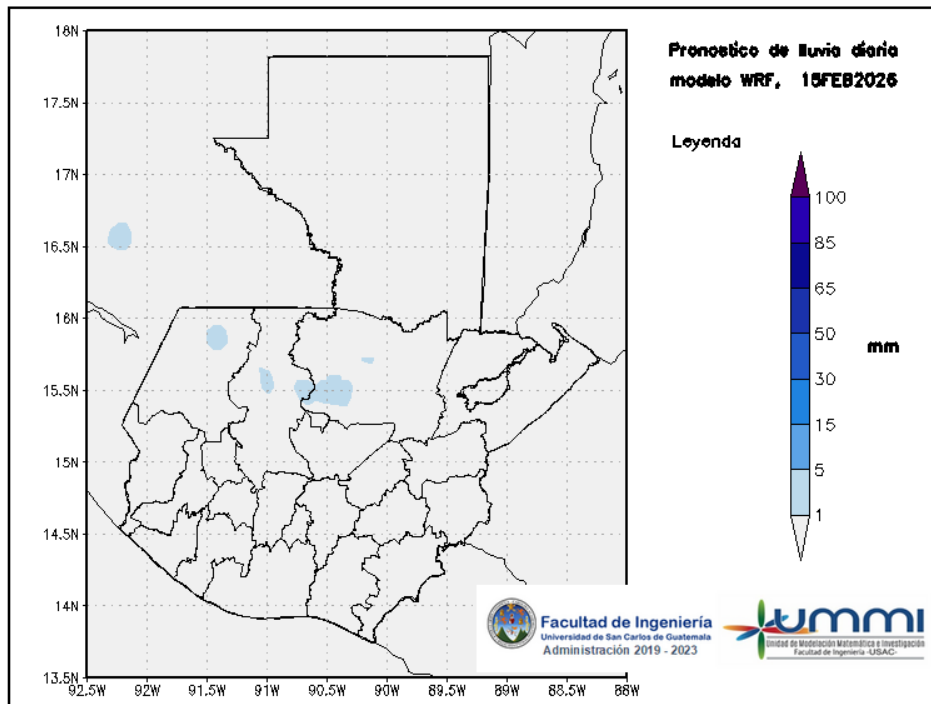 Pronostico de lluvia diaria
modelo WRF, 15FEB2026
Leyenda
100
85
65
50
30
15
5
1
mm
18N
17.5N
17N
16.5N
16N
15.5N
15N
14.5N
14N
13.5N
92.5W 92W 91.5W 91W 90.5W 90W 89.5W 89W 88.5W 88W
Facultad de Ingeniería
Universidad de San Carlos de Guatemala
Administración 2019 - 2023
UMMI
Unidad de Modelación Matemática e Investigación
Facultad de Ingeniería -USAC-